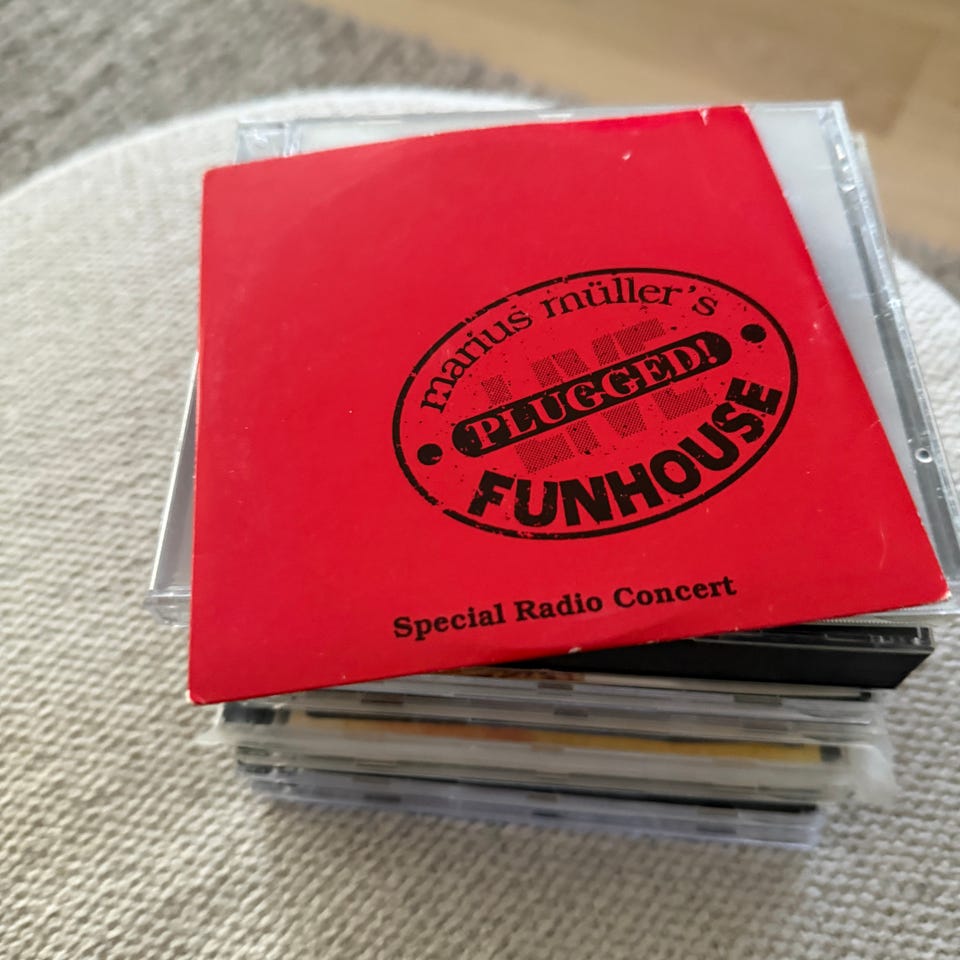 marius müller's
LIVE
PLUGGED!
FUNHOUSE
Special Radio Concert